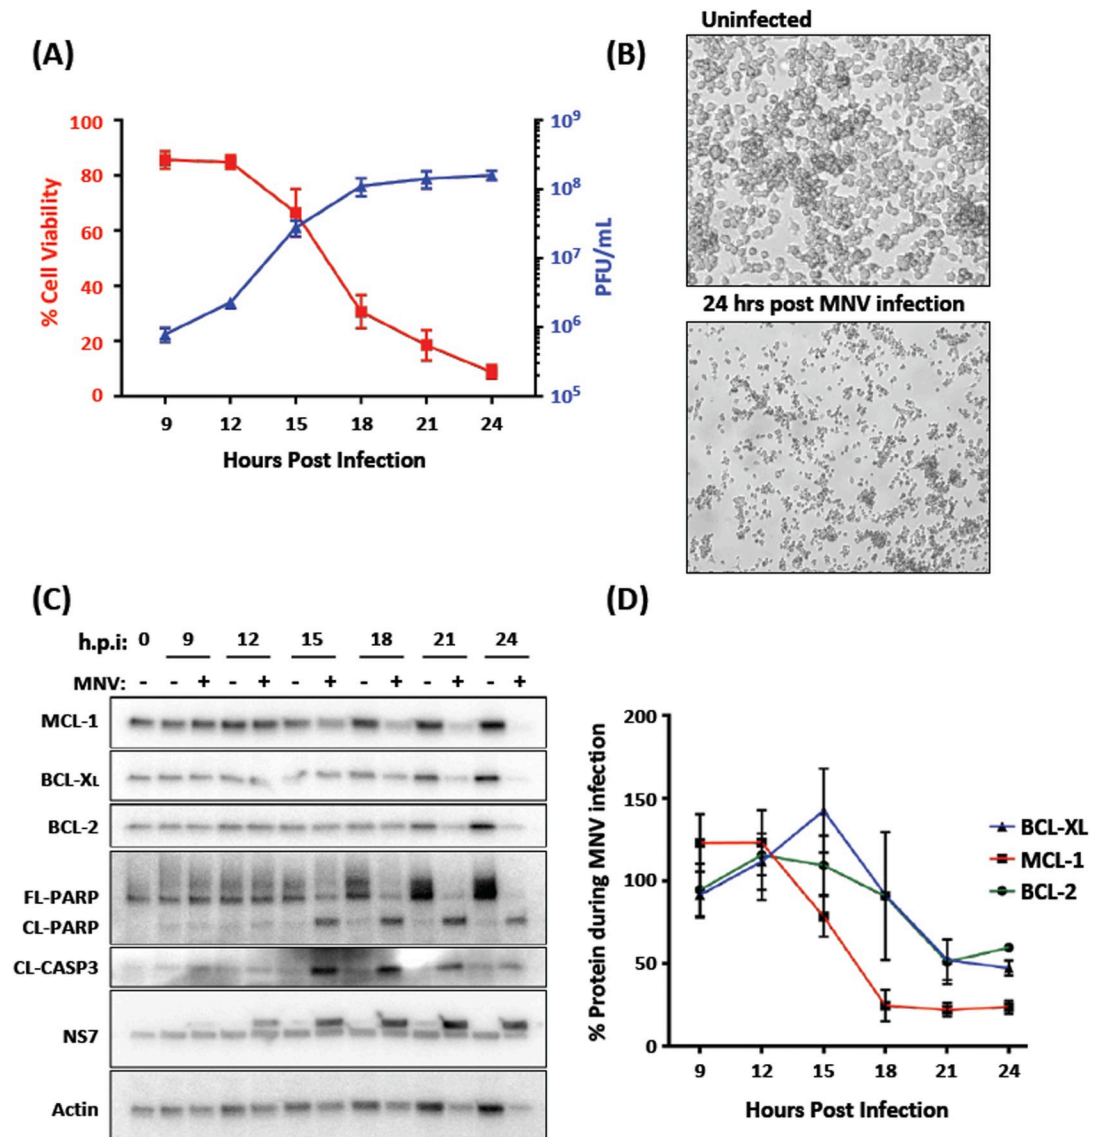 (A)
100
80
60
40
20
0
% Cell Viability
10⁹
10⁸
10⁷
10⁶
10⁵
PFU/mL
9 12 15 18 21 24
Hours Post Infection
(B)
Uninfected
24 hrs post MNV infection
(C)
h.p.i: 0 9 12 15 18 21 24
MNV: - - + - + - + - + - + - +
MCL-1
BCL-XL
BCL-2
FL-PARP
CL-PARP
CL-CASP3
NS7
Actin
(D)
200
150
100
50
0
% Protein during MNV infection
9 12 15 18 21 24
Hours Post Infection
BCL-XL
MCL-1
BCL-2